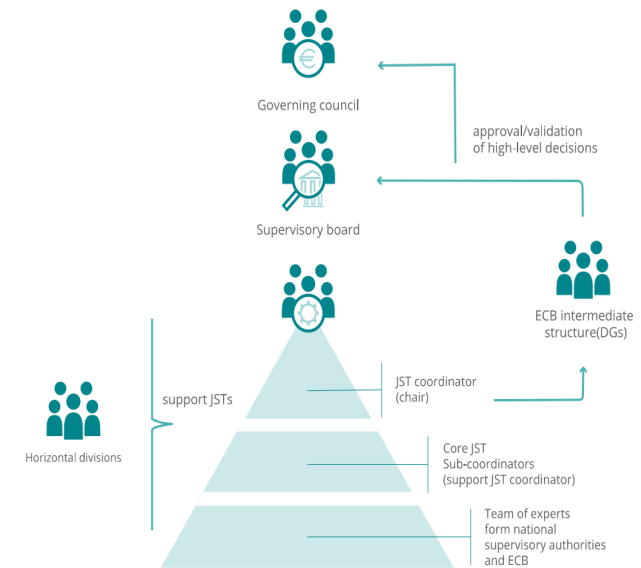 €
Governing council
approval/validation
of high-level decisions
Supervisory board
ECB intermediate
structure(DGs)
JST coordinator
(chair)
support JSTs
Horizontal divisions
Core JST
Sub-coordinators
(support JST coordinator)
Team of experts
form national
supervisory authorities
and ECB